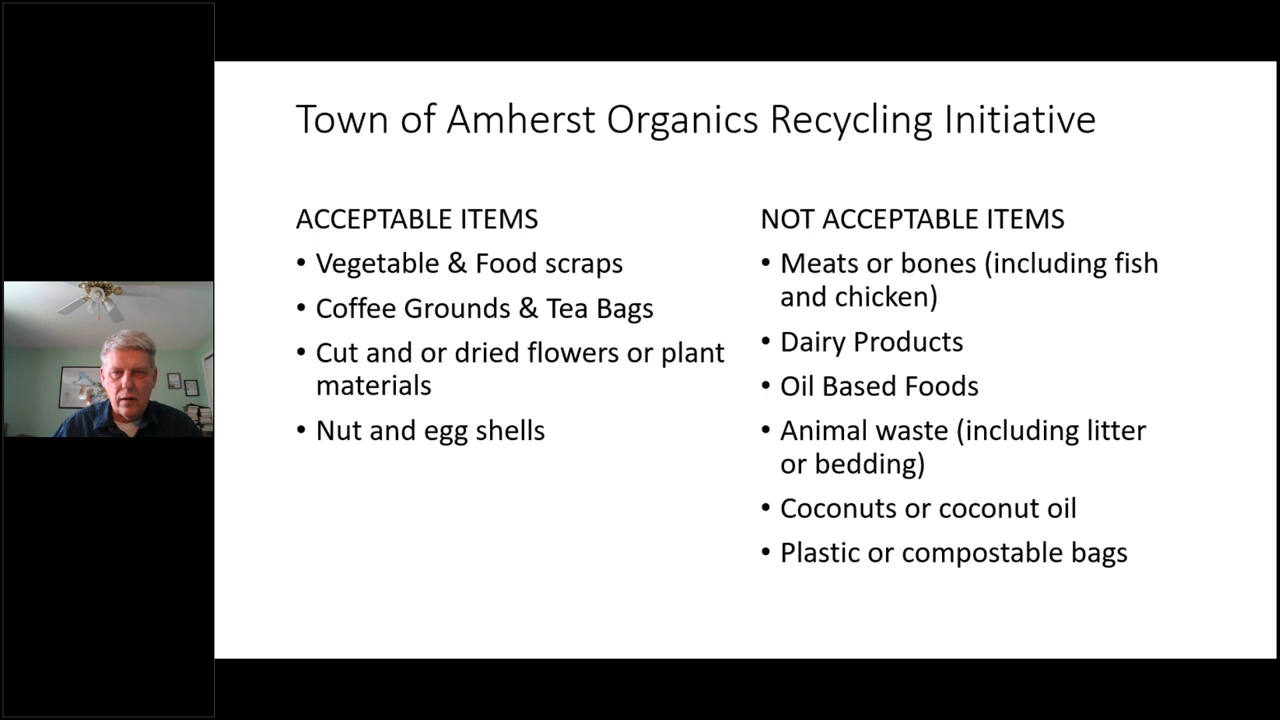 Town of Amherst Organics Recycling Initiative
ACCEPTABLE ITEMS
• Vegetable & Food scraps
• Coffee Grounds & Tea Bags
• Cut and or dried flowers or plant
materials
• Nut and egg shells
NOT ACCEPTABLE ITEMS
• Meats or bones (including fish
and chicken)
• Dairy Products
• Oil Based Foods
• Animal waste (including litter
or bedding)
• Coconuts or coconut oil
• Plastic or compostable bags